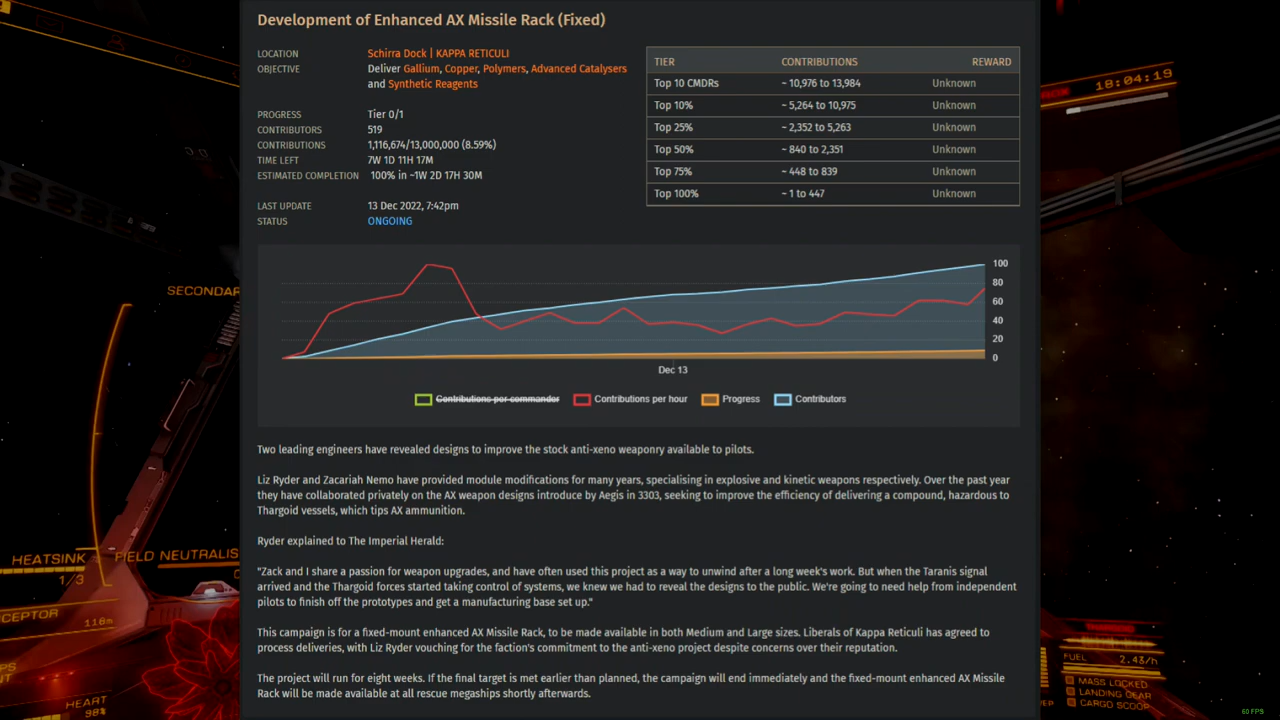 Development of Enhanced AX Missile Rack (Fixed)
LOCATION Schirra Dock | KAPPA RETICULI
OBJECTIVE Deliver Gallium, Copper, Polymers, Advanced Catalysers
and Synthetic Reagents
PROGRESS Tier 0/1
CONTRIBUTORS 519
CONTRIBUTIONS 1,116,674/13,000,000 (8.59%)
TIME LEFT 7W 1D 11H 17M
ESTIMATED COMPLETION 100% in ~1W 2D 17H 30M
LAST UPDATE 13 Dec 2022, 7:42pm
STATUS ONGOING
TIER CONTRIBUTIONS REWARD
Top 10 CMDRs ~ 10,976 to 13,984 Unknown
Top 10% ~ 5,264 to 10,975 Unknown
Top 25% ~ 2,352 to 5,263 Unknown
Top 50% ~ 840 to 2,351 Unknown
Top 75% ~ 448 to 839 Unknown
Top 100% ~ 1 to 447 Unknown
100
80
60
40
20
0
Dec 13
Contributions per commander Contributions per hour Progress Contributors
Two leading engineers have revealed designs to improve the stock anti-xeno weaponry available to pilots.
Liz Ryder and Zacariah Nemo have provided module modifications for many years, specialising in explosive and kinetic weapons respectively. Over the past year
they have collaborated privately on the AX weapon designs introduce by Aegis in 3303, seeking to improve the efficiency of delivering a compound, hazardous to
Thargoid vessels, which tips AX ammunition.
Ryder explained to The Imperial Herald:
"Zack and I share a passion for weapon upgrades, and have often used this project as a way to unwind after a long week's work. But when the Taranis signal
arrived and the Thargoid forces started taking control of systems, we knew we had to reveal the designs to the public. We're going to need help from independent
pilots to finish off the prototypes and get a manufacturing base set up."
This campaign is for a fixed-mount enhanced AX Missile Rack, to be made available in both Medium and Large sizes. Liberals of Kappa Reticuli has agreed to
process deliveries, with Liz Ryder vouching for the faction's commitment to the anti-xeno project despite concerns over their reputation.
The project will run for eight weeks. If the final target is met earlier than planned, the campaign will end immediately and the fixed-mount enhanced AX Missile
Rack will be made available at all rescue megaships shortly afterwards.
SECONDAR
HEATSINK
1/3
FIELD NEUTRALIS
CEPTOR 118m
HEART
98%
18:04:19
FUEL 2.43/h
MASS LOCKED
LANDING GEAR
CARGO SCOOP
60 FPS